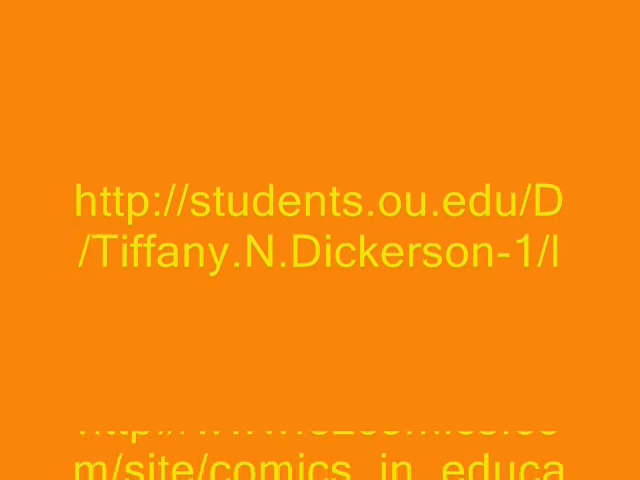 http://students.ou.edu/D
/Tiffany.N.Dickerson-1/I
m/site/comics_in_educa